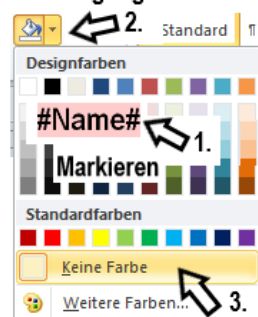 2. Standard ¶
Designfarben
#Name# 1.
Markieren
Standardfarben
Keine Farbe
Weitere Farben... 3.